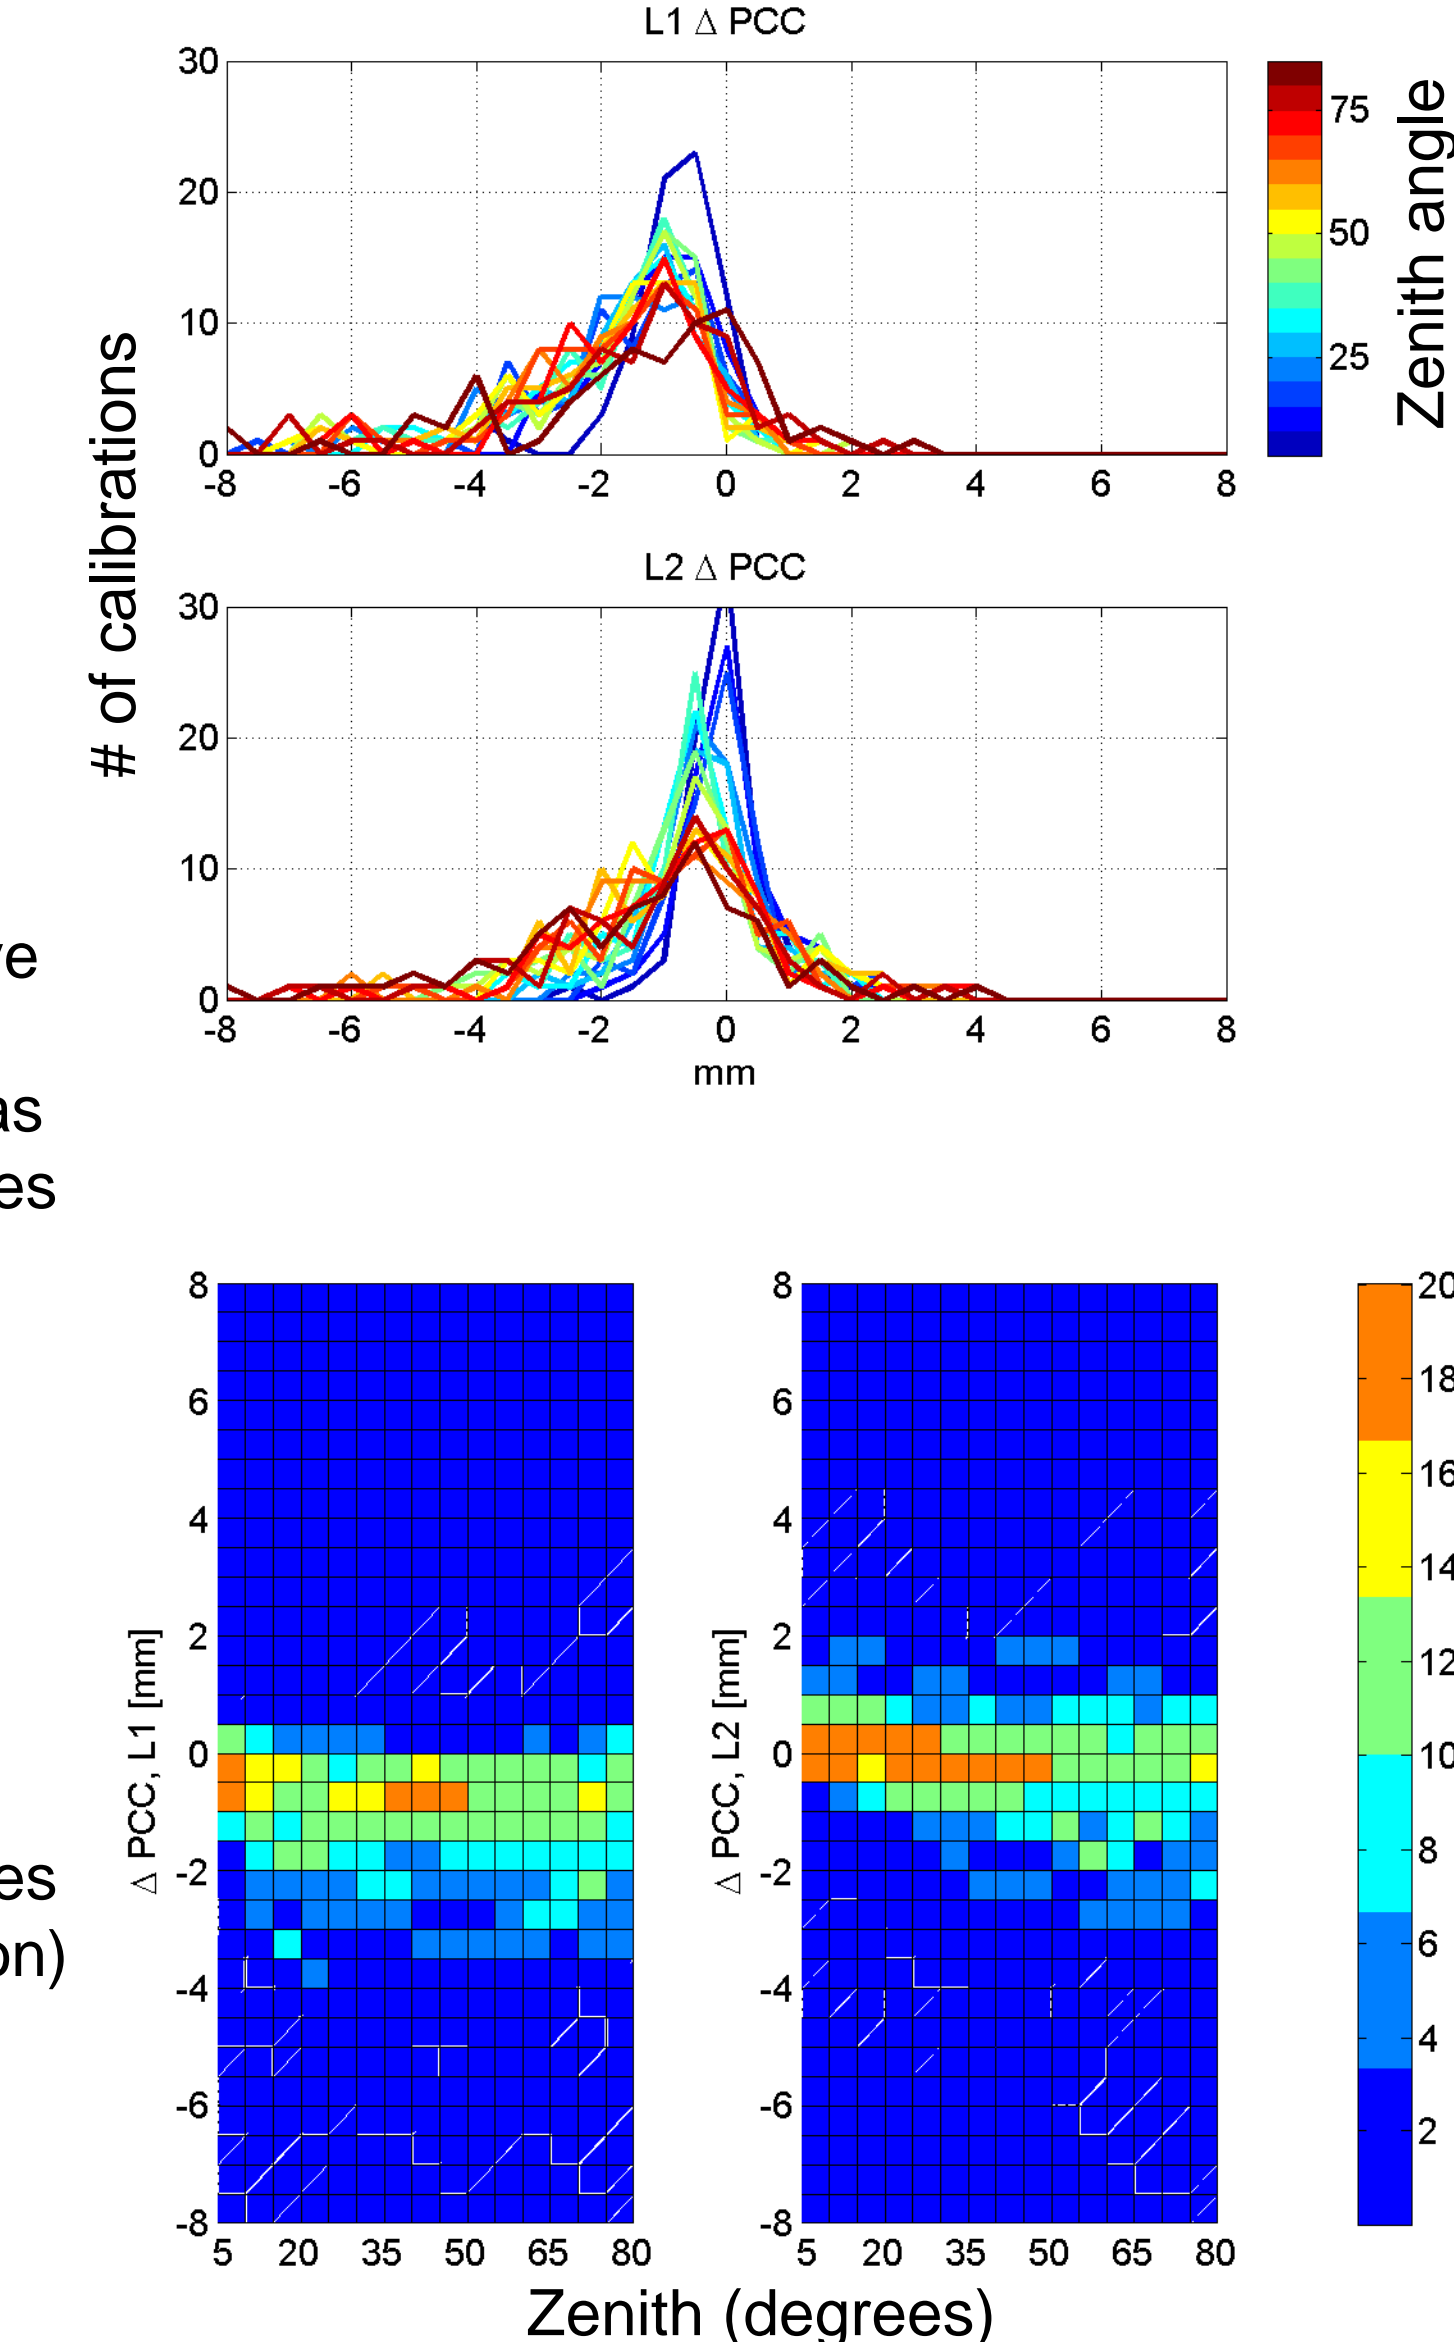 L1 Δ PCC
30
20
10
0
-8 -6 -4 -2 0 2 4 6 8
75
50
25
Zenith angle
# of calibrations
L2 Δ PCC
30
20
10
0
-8 -6 -4 -2 0 2 4 6 8
mm
ve
as
es
es
on)
Δ PCC, L1 [mm]
8
6
4
2
0
-2
-4
-6
-8
5 20 35 50 65 80
Δ PCC, L2 [mm]
8
6
4
2
0
-2
-4
-6
-8
5 20 35 50 65 80
20
18
16
14
12
10
8
6
4
2
Zenith (degrees)